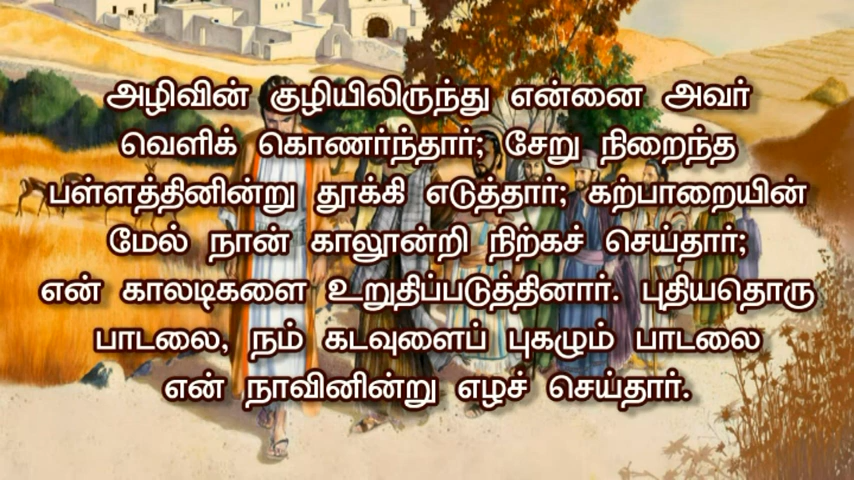 அழிவின் குழியிலிருந்து என்னை அவர்
வெளிக் கொணர்ந்தார்; சேறு நிறைந்த
பள்ளத்தினின்று தூக்கி எடுத்தார்; கற்பாறையின்
மேல் நான் காலூன்றி நிற்கச் செய்தார்;
என் காலடிகளை உறுதிப்படுத்தினார். புதியதொரு
பாடலை, நம் கடவுளைப் புகழும் பாடலை
என் நாவினின்று எழச் செய்தார்.